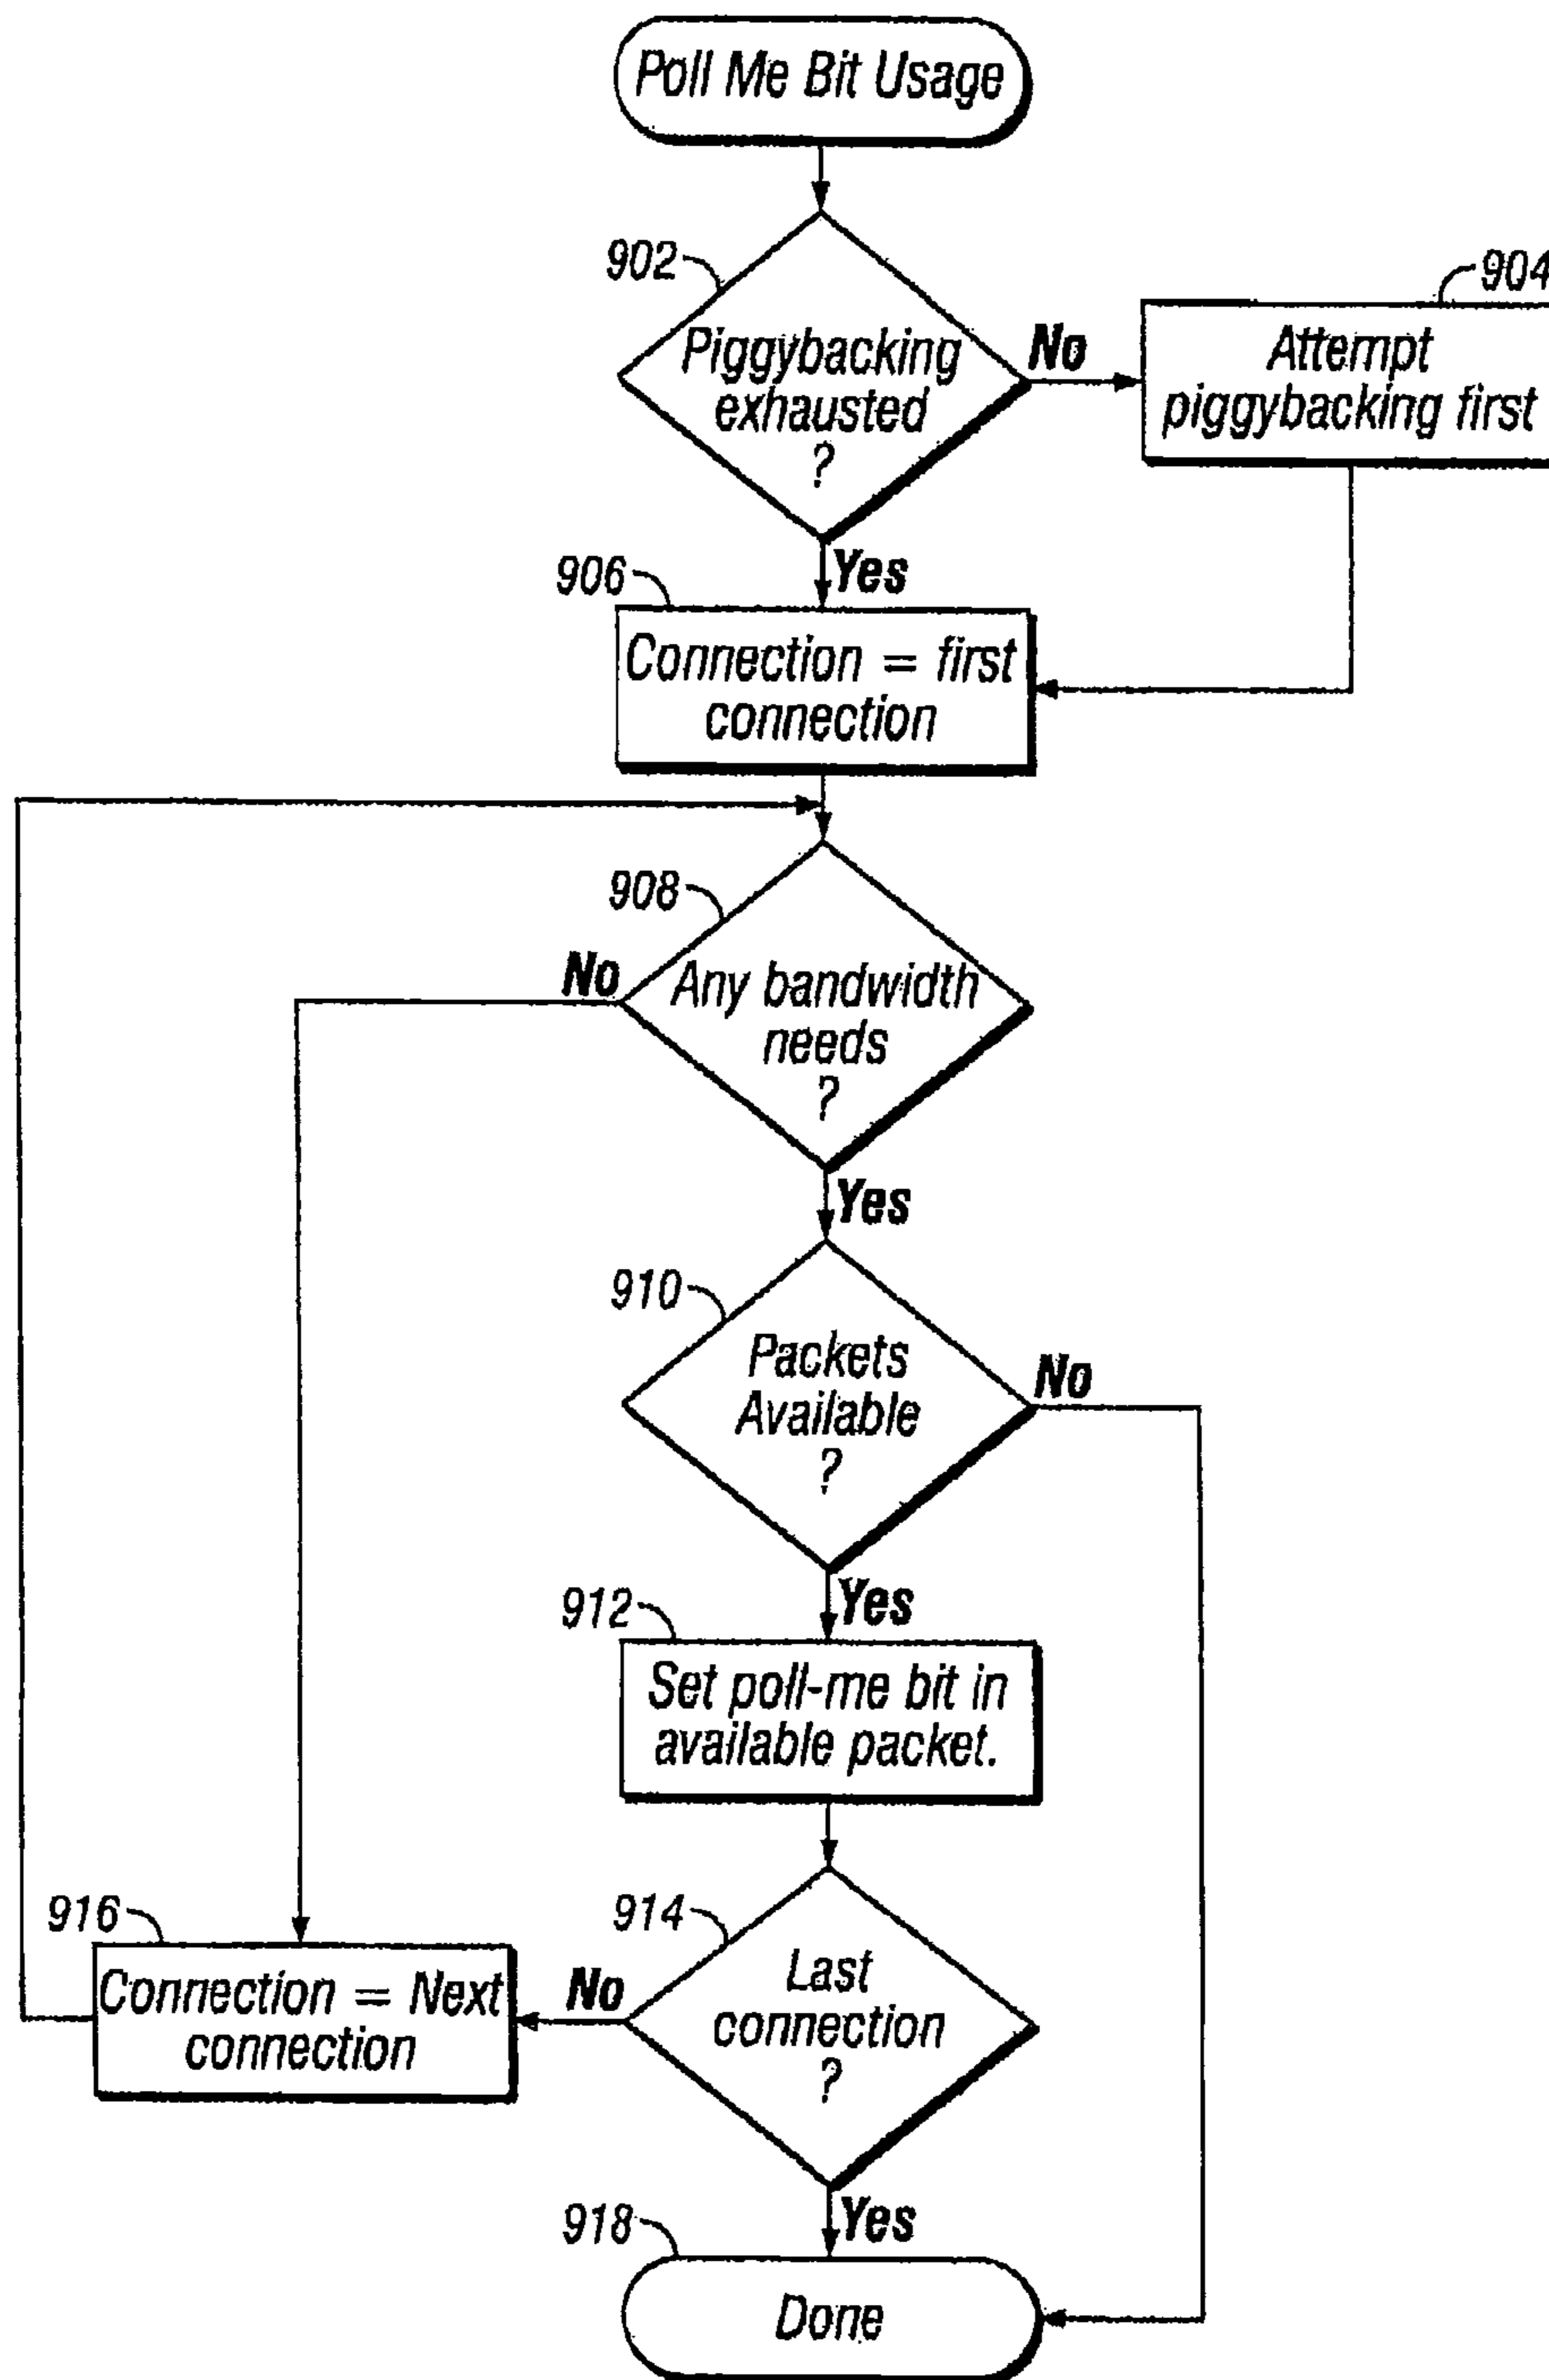 Poll Me Bit Usage
902
Piggybacking
exhausted
?
No
904
Attempt
piggybacking first
Yes
906
Connection = first
connection
908
No
Any bandwidth
needs
?
Yes
910
Packets
Available
?
No
Yes
912
Set poll-me bit in
available packet.
916
Connection = Next
connection
No
914
Last
connection
?
Yes
918
Done